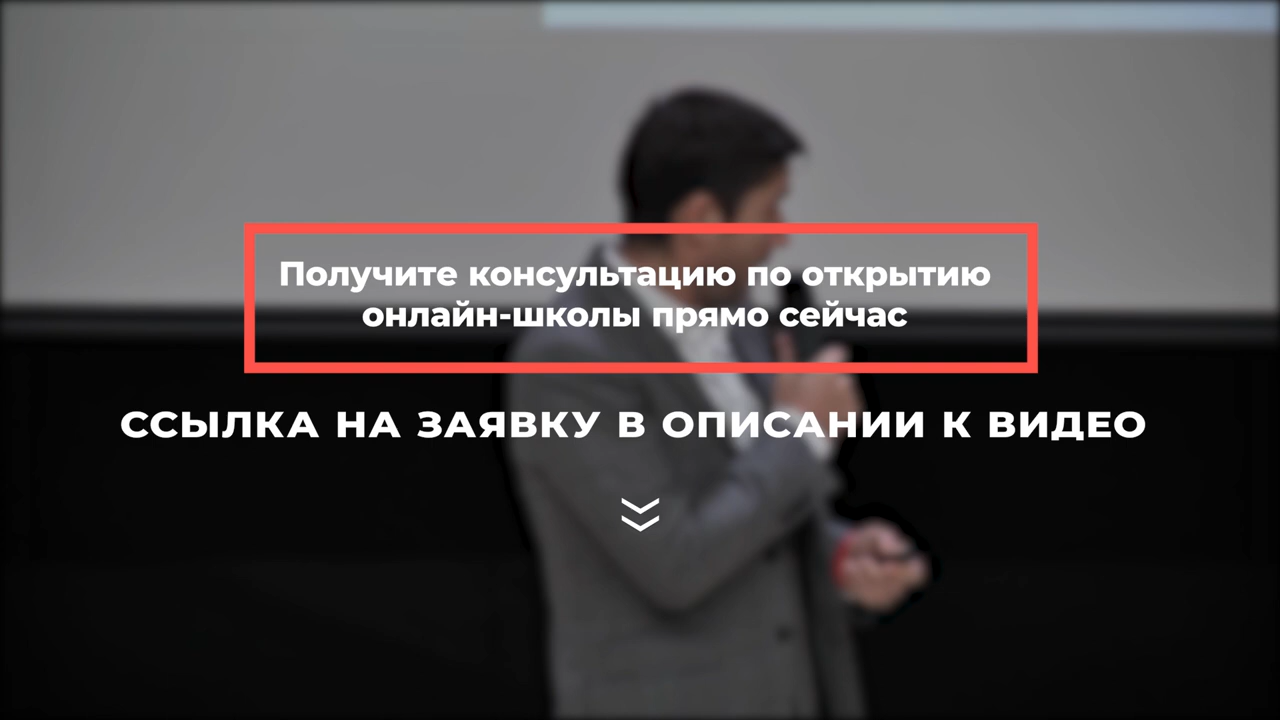 Получите консультацию по открытию
онлайн-школы прямо сейчас
ССЫЛКА НА ЗАЯВКУ В ОПИСАНИИ К ВИДЕО